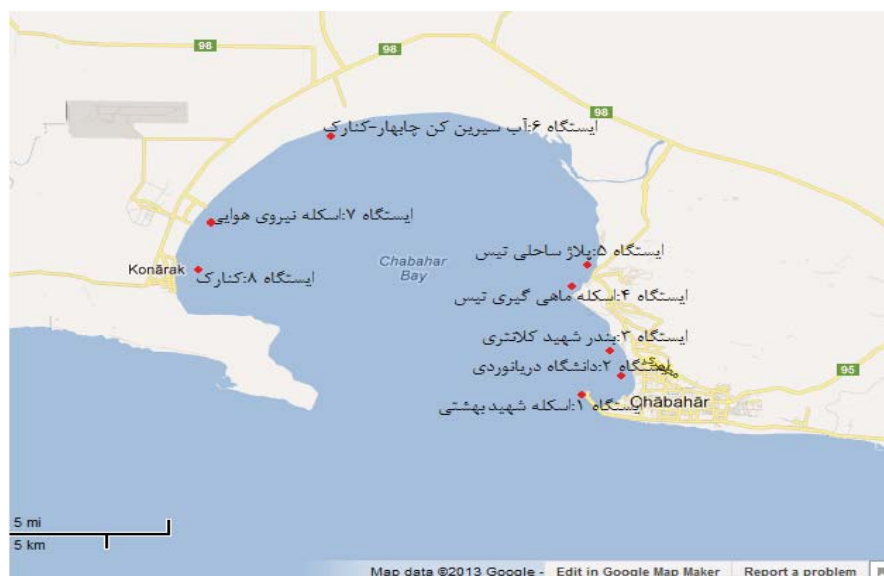 98
98
98
ایستگاه ۶:آب سیرین کن چابهار-کنارک
ایستگاه ۷:اسکله نیروی هوایی
Konārak
ایستگاه ۸:کنارک
Chabahar
Bay
ایستگاه ۵:پلاژ ساحلی تیس
ایستگاه ۴:اسکله ماهی گیری تیس
ایستگاه ۳:بندر شهید کلانتری
ایستگاه ۲:دانشگاه دریانوردی
95
ایستگاه ۱:اسکله شهید بهشتی
Chābahār
5 mi
5 km
Map data ©2013 Google - Edit in Google Map Maker Report a problem